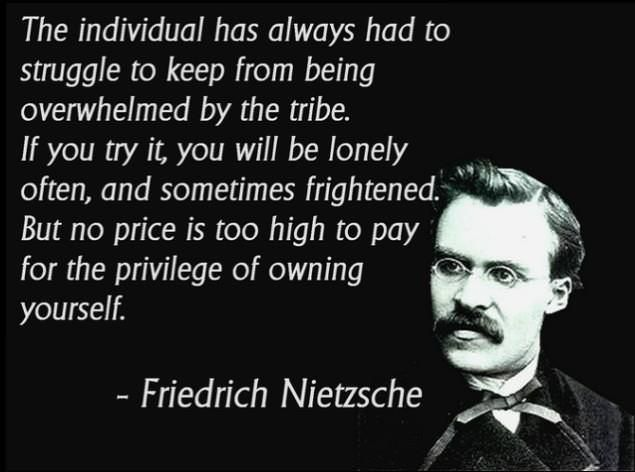 The individual has always had to
struggle to keep from being
overwhelmed by the tribe.
If you try it, you will be lonely
often, and sometimes frightened.
But no price is too high to pay
for the privilege of owning
yourself.
- Friedrich Nietzsche